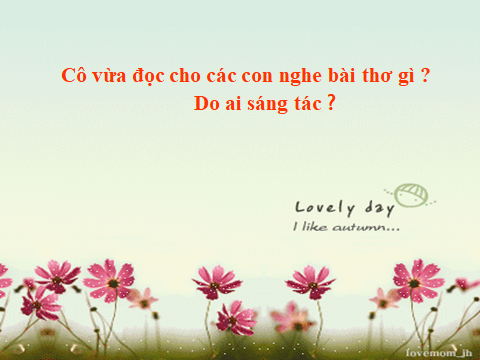 Cô vừa đọc cho các con nghe bài thơ gì ?
Do ai sáng tác ?
Lovely day
I like autumn...
lovemom_jh